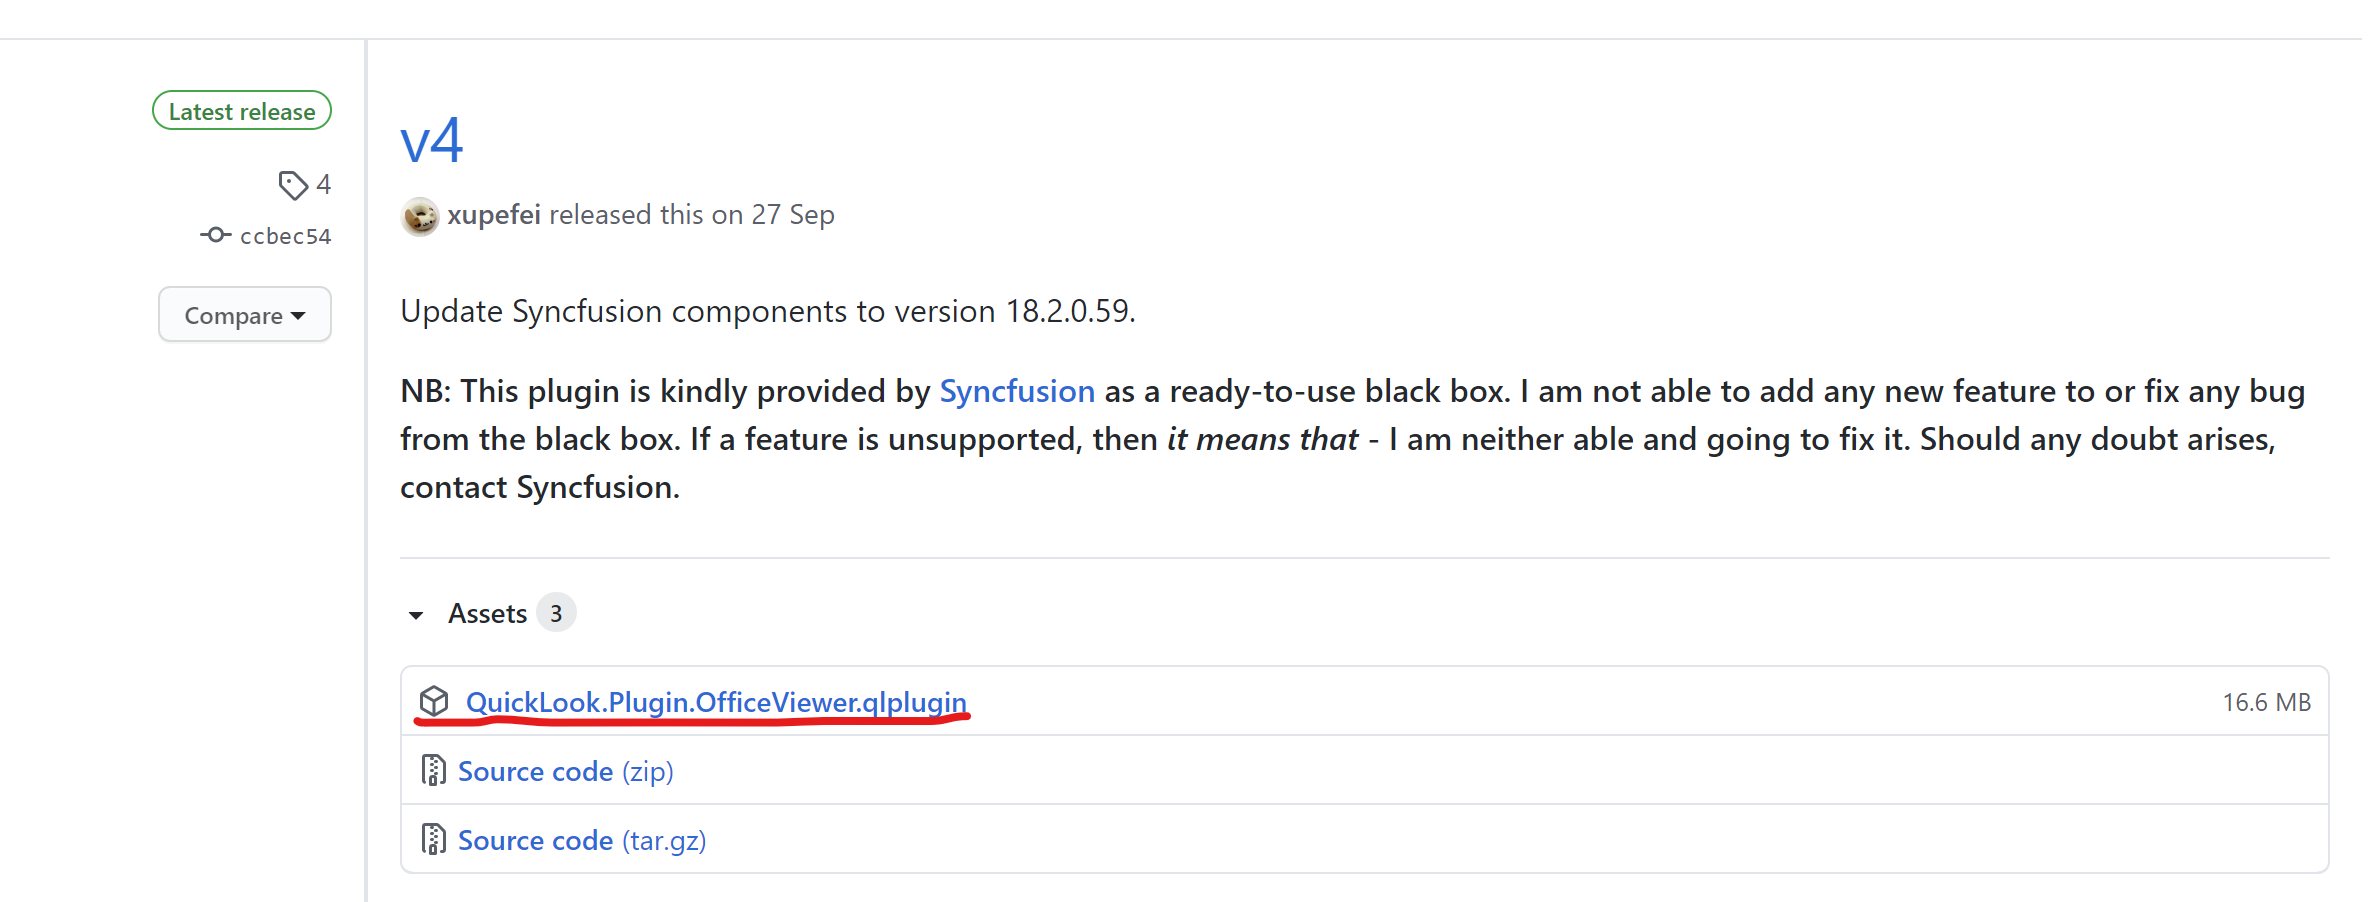 Latest release
4
ccbec54
Compare
v4
xupefei released this on 27 Sep
Update Syncfusion components to version 18.2.0.59.
NB: This plugin is kindly provided by Syncfusion as a ready-to-use black box. I am not able to add any new feature to or fix any bug
from the black box. If a feature is unsupported, then it means that - I am neither able and going to fix it. Should any doubt arises,
contact Syncfusion.
Assets 3
QuickLook.Plugin.OfficeViewer.qlplugin 16.6 MB
Source code (zip)
Source code (tar.gz)